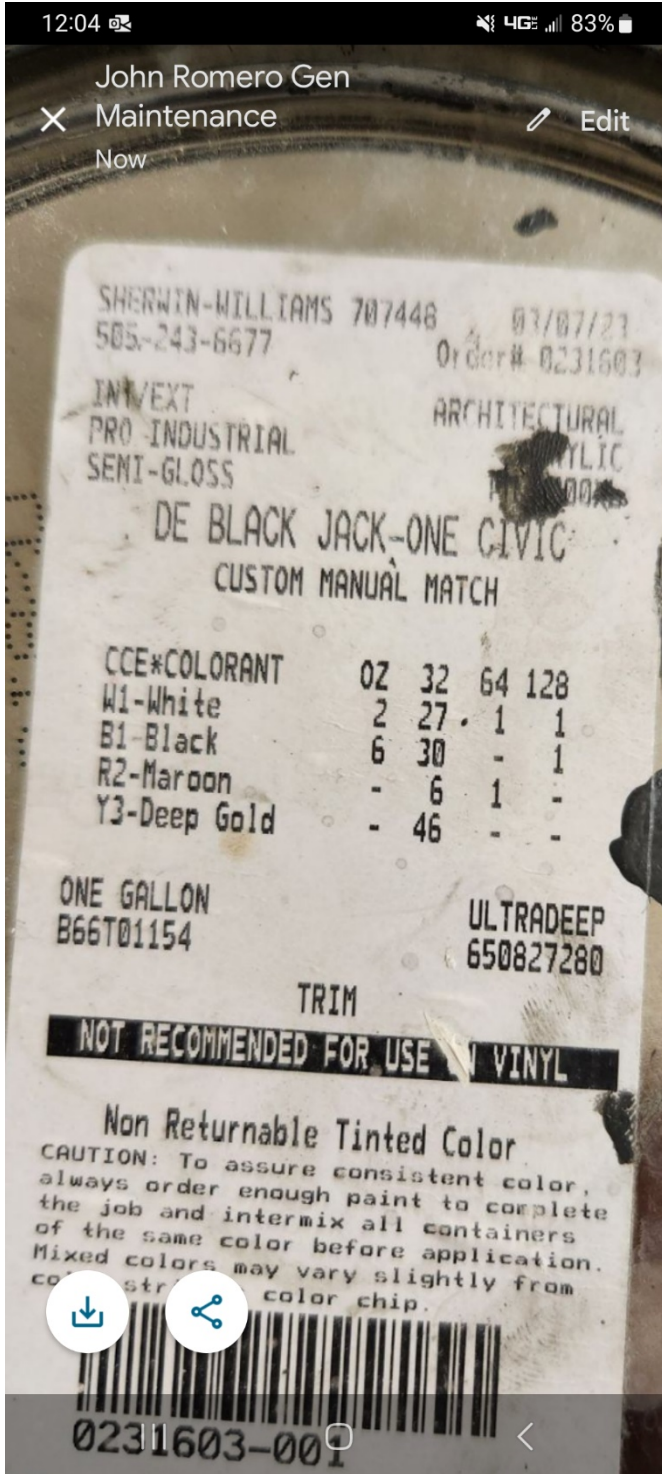 12:04 4G LTE 83%
John Romero Gen
Maintenance
Edit
Now
SHERWIN-WILLIAMS 707448 03/07/23
505-243-6677 Order# 0231603
INT/EXT ARCHITECTURAL
PRO INDUSTRIAL
SEMI-GLOSS
DE BLACK JACK-ONE CIVIC
CUSTOM MANUAL MATCH
CCE*COLORANT OZ 32 64 128
W1-White 2 27 1 1
B1-Black 6 30 - 1
R2-Maroon - 6 1 -
Y3-Deep Gold - 46 - -
ONE GALLON ULTRADEEP
B66T01154 650827280
TRIM
NOT RECOMMENDED FOR USE ON VINYL
Non Returnable Tinted Color
CAUTION: To assure consistent color,
always order enough paint to complete
the job and intermix all containers
of the same color before application.
Mixed colors may vary slightly from
color chip.
0231603-001